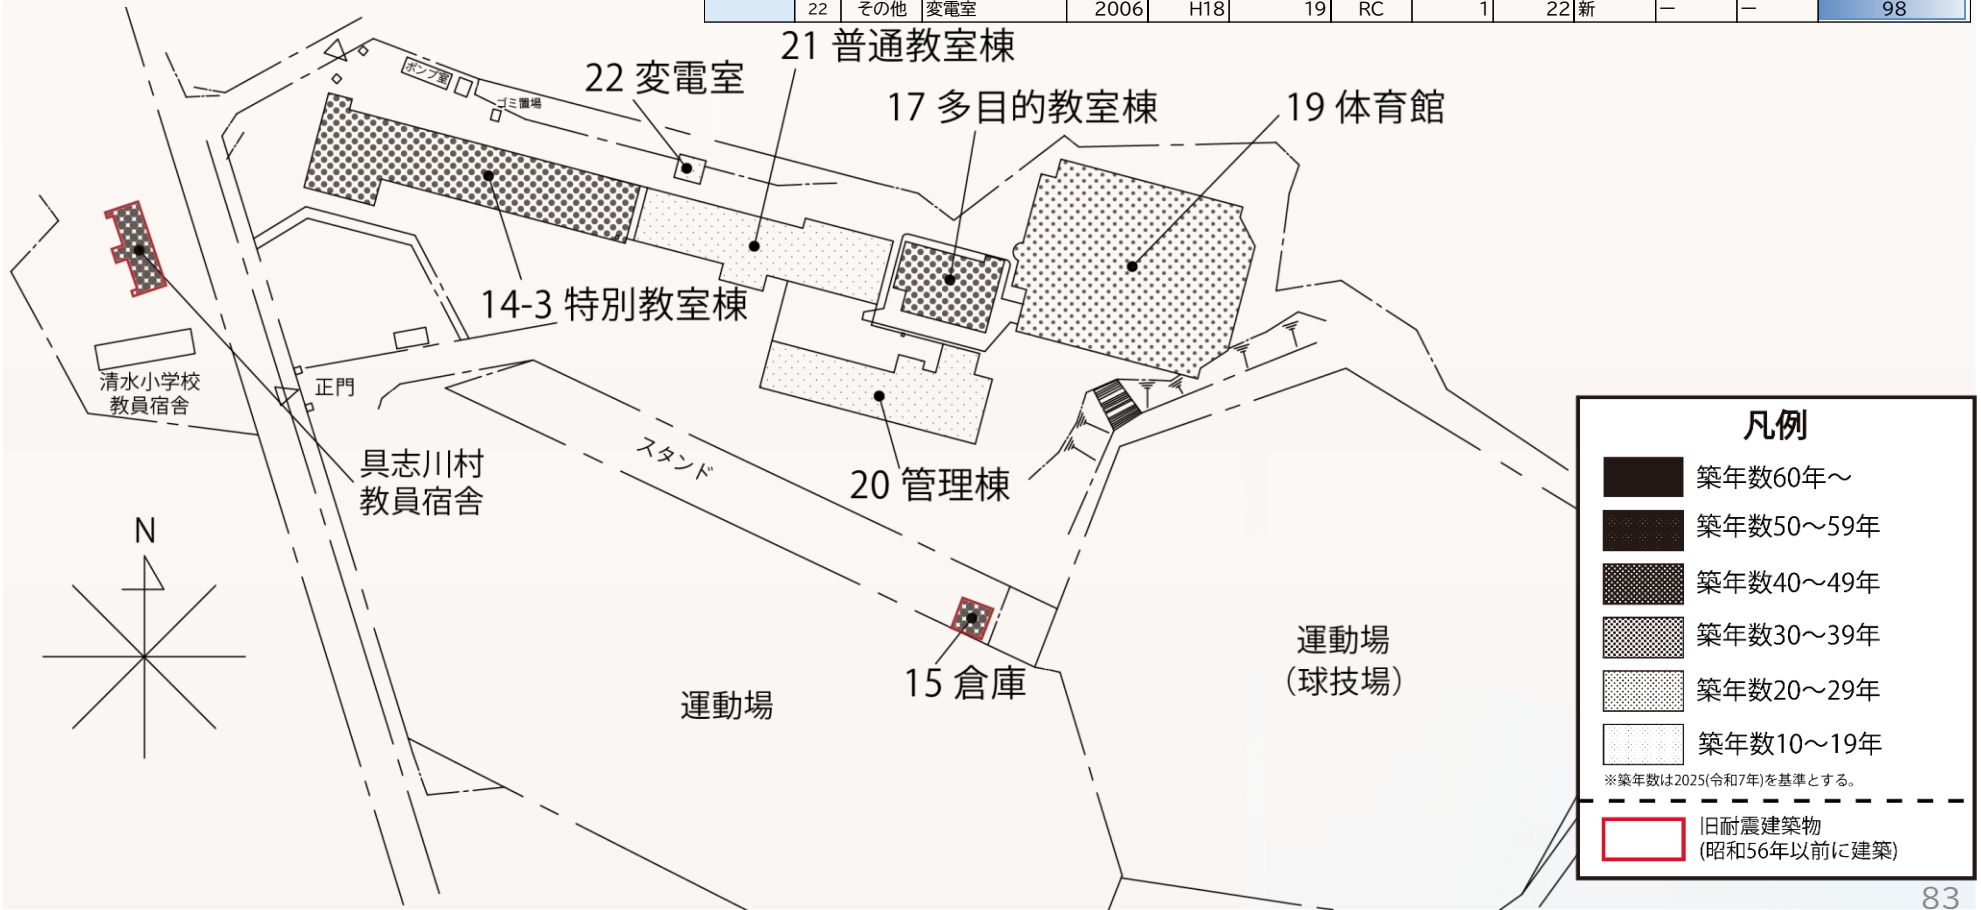 22 その他 変電室 2006 H18 19 RC 1 22 新 － － 98
21 普通教室棟
22 変電室
ポンプ室
ゴミ置場
17 多目的教室棟
19 体育館
14-3 特別教室棟
清水小学校
教員宿舎
正門
具志川村
教員宿舎
スタンド
20 管理棟
N
15 倉庫
運動場
運動場
（球技場）
凡例
築年数60年～
築年数50～59年
築年数40～49年
築年数30～39年
築年数20～29年
築年数10～19年
※築年数は2025(令和7年)を基準とする。
旧耐震建築物
(昭和56年以前に建築)
83